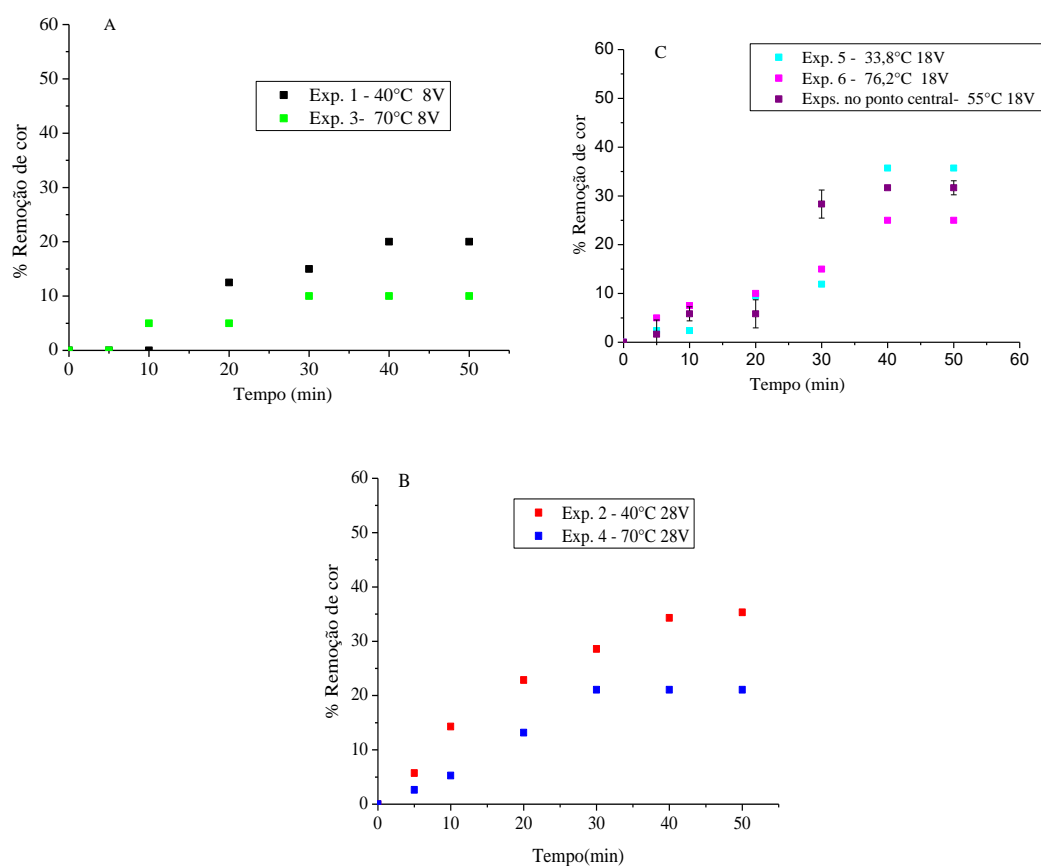 A
Exp. 1 - 40°C 8V
Exp. 3- 70°C 8V
% Remoção de cor
60
50
40
30
20
10
0
0 10 20 30 40 50
Tempo (min)
C
Exp. 5 - 33,8°C 18V
Exp. 6 - 76,2°C 18V
Exps. no ponto central- 55°C 18V
% Remoção de cor
60
50
40
30
20
10
0
0 10 20 30 40 50 60
Tempo (min)
B
Exp. 2 - 40°C 28V
Exp. 4 - 70°C 28V
% Remoção de cor
60
50
40
30
20
10
0
0 10 20 30 40 50
Tempo(min)